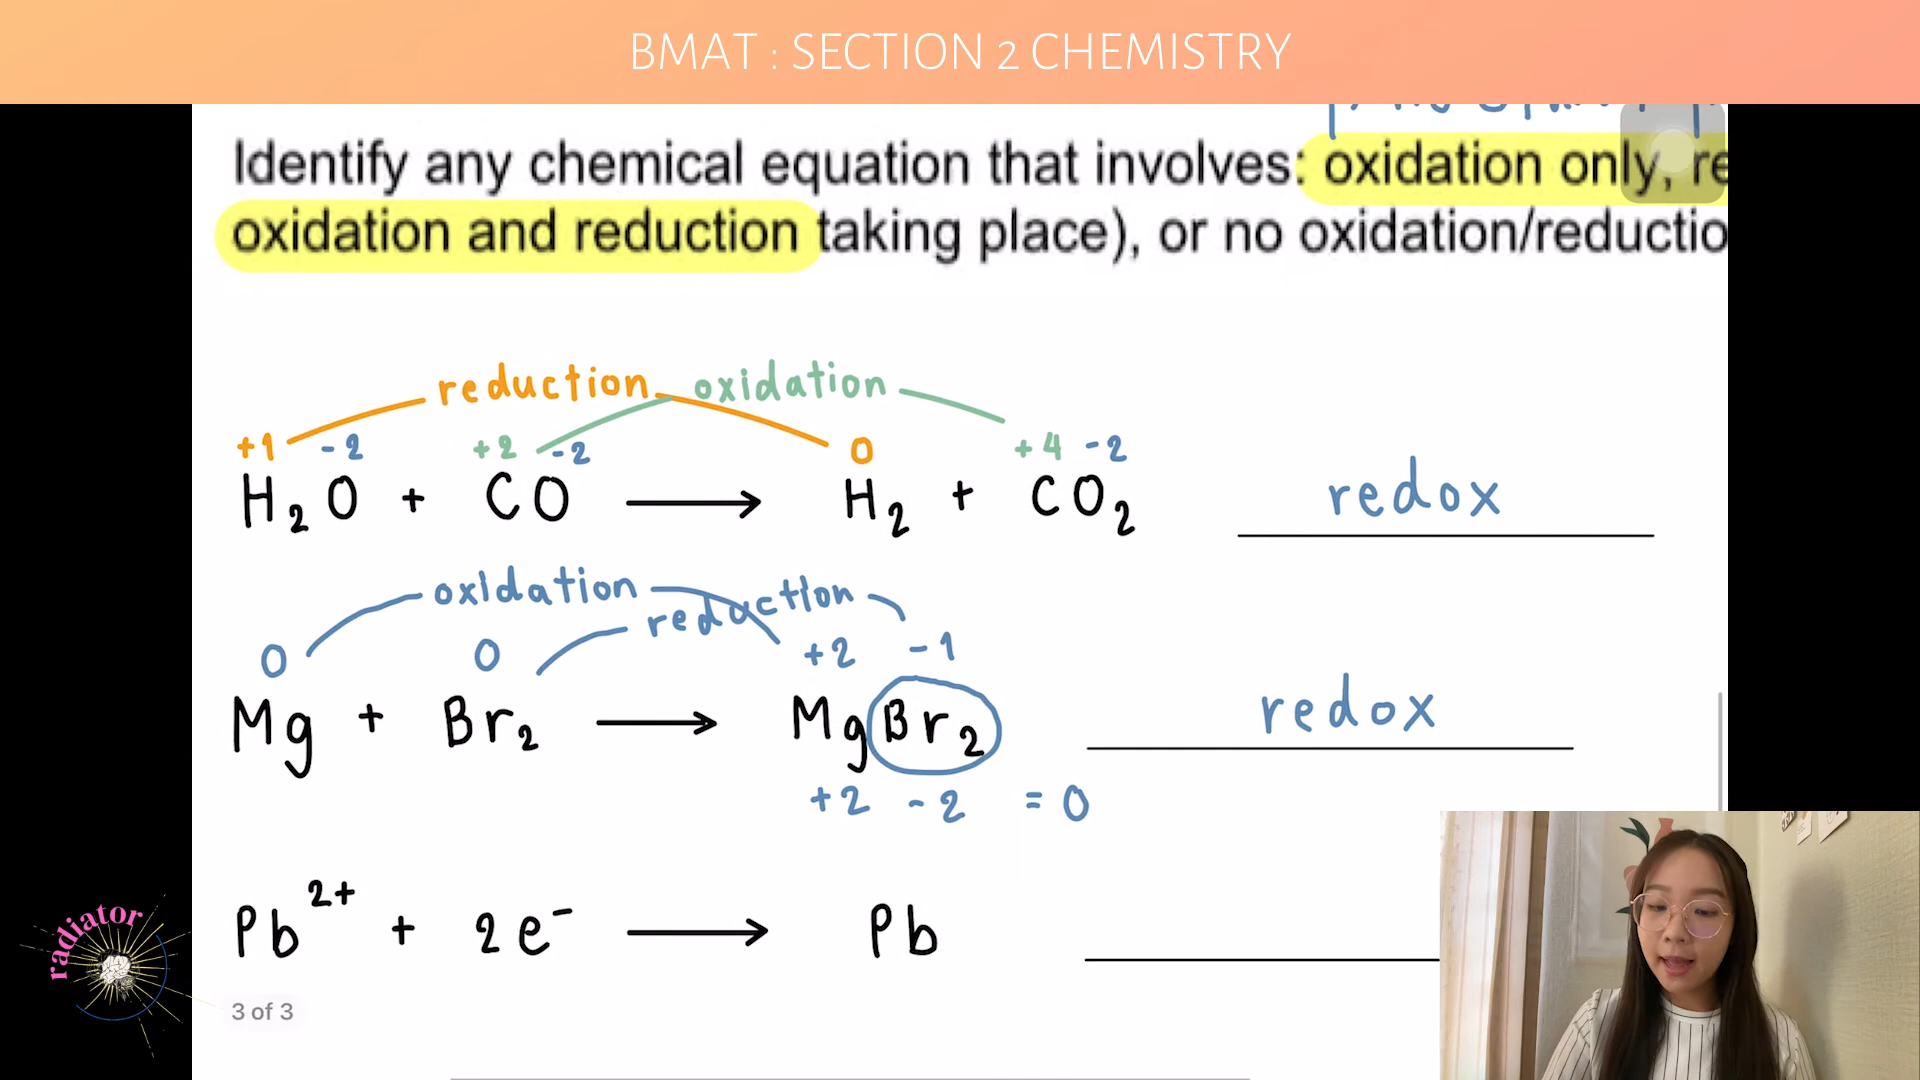 BMAT : SECTION 2 CHEMISTRY
Identify any chemical equation that involves: oxidation only, re
oxidation and reduction taking place), or no oxidation/reductio
reduction oxidation
+1 -2 +2 -2 0 +4 -2
H₂O + CO ⟶ H₂ + CO₂ redox
oxidation reduction
0 0 +2 -1
Mg + Br₂ ⟶ MgBr₂ redox
+2 -2 = 0
Pb²⁺ + 2e⁻ ⟶ Pb
radiator
3 of 3